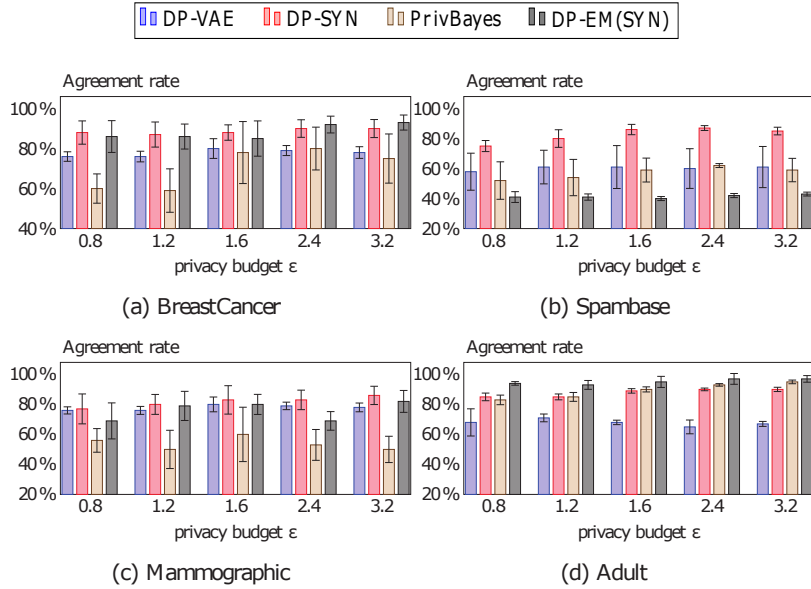 DP-VAE DP-SYN PrivBayes DP-EM(SYN)
Agreement rate
100%
80%
60%
40%
0.8 1.2 1.6 2.4 3.2
privacy budget ε
(a) BreastCancer
Agreement rate
100%
80%
60%
40%
20%
0.8 1.2 1.6 2.4 3.2
privacy budget ε
(b) Spambase
Agreement rate
100%
80%
60%
40%
20%
0.8 1.2 1.6 2.4 3.2
privacy budget ε
(c) Mammographic
Agreement rate
100%
80%
60%
40%
20%
0.8 1.2 1.6 2.4 3.2
privacy budget ε
(d) Adult